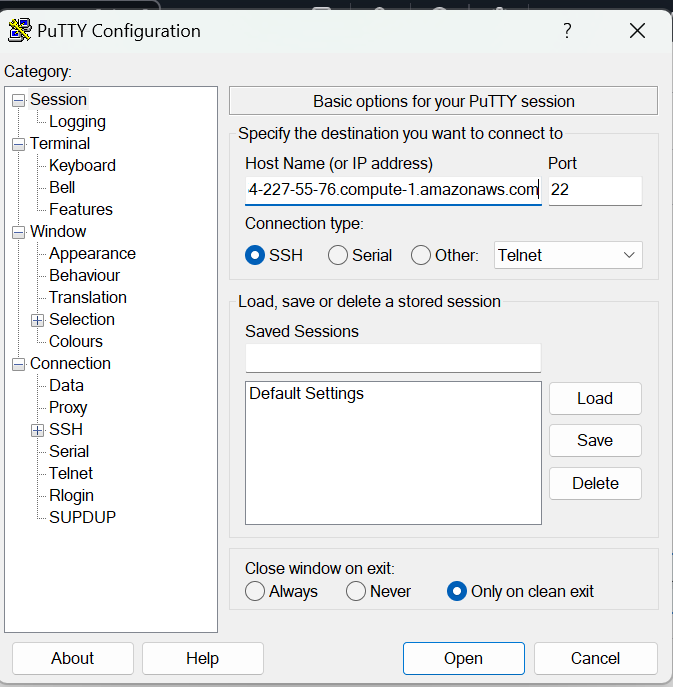 PuTTY Configuration
?
Category:
Session
Logging
Terminal
Keyboard
Bell
Features
Window
Appearance
Behaviour
Translation
Selection
Colours
Connection
Data
Proxy
SSH
Serial
Telnet
Rlogin
SUPDUP
Basic options for your PuTTY session
Specify the destination you want to connect to
Host Name (or IP address) Port
4-227-55-76.compute-1.amazonaws.com 22
Connection type:
SSH Serial Other: Telnet
Load, save or delete a stored session
Saved Sessions
Default Settings
Load
Save
Delete
Close window on exit:
Always Never Only on clean exit
About Help Open Cancel